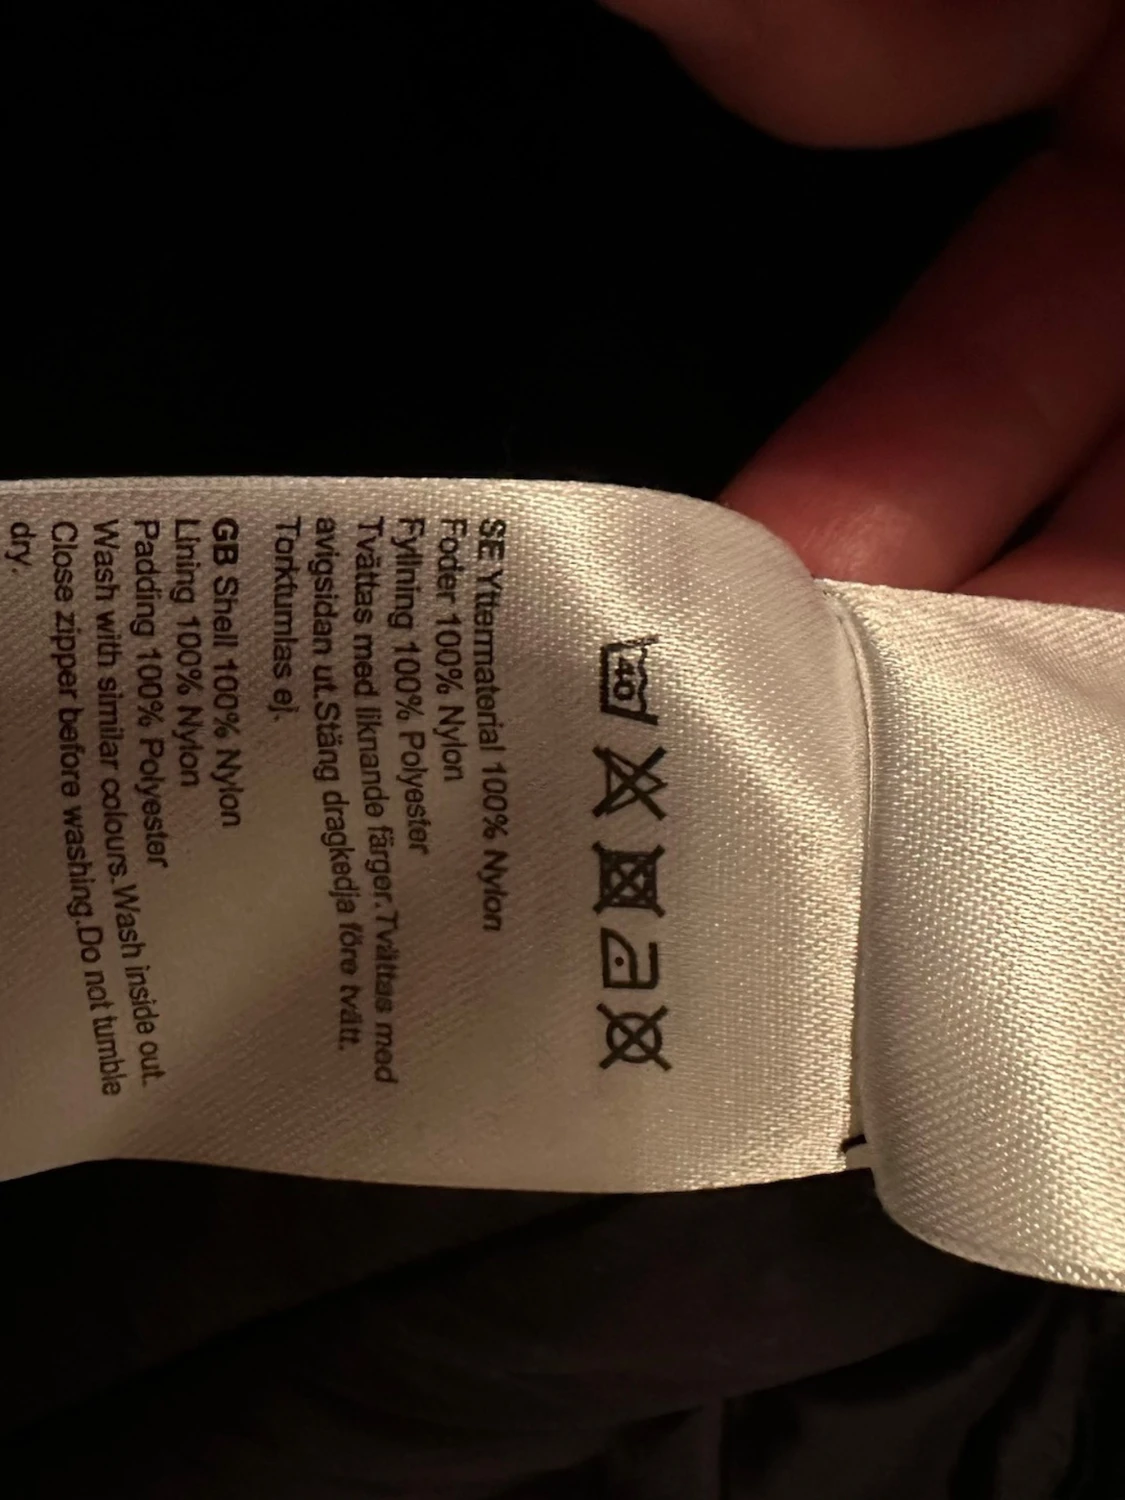 40
SE Yttermaterial 100% Nylon
Foder 100% Nylon
Fyllning 100% Polyester
Tvättas med liknande färger.Tvättas med
avigsidan ut.Stäng dragkedja före tvätt.
Torktumlas ej.
GB Shell 100% Nylon
Lining 100% Nylon
Padding 100% Polyester
Wash with similar colours.Wash inside out.
Close zipper before washing.Do not tumble
dry.